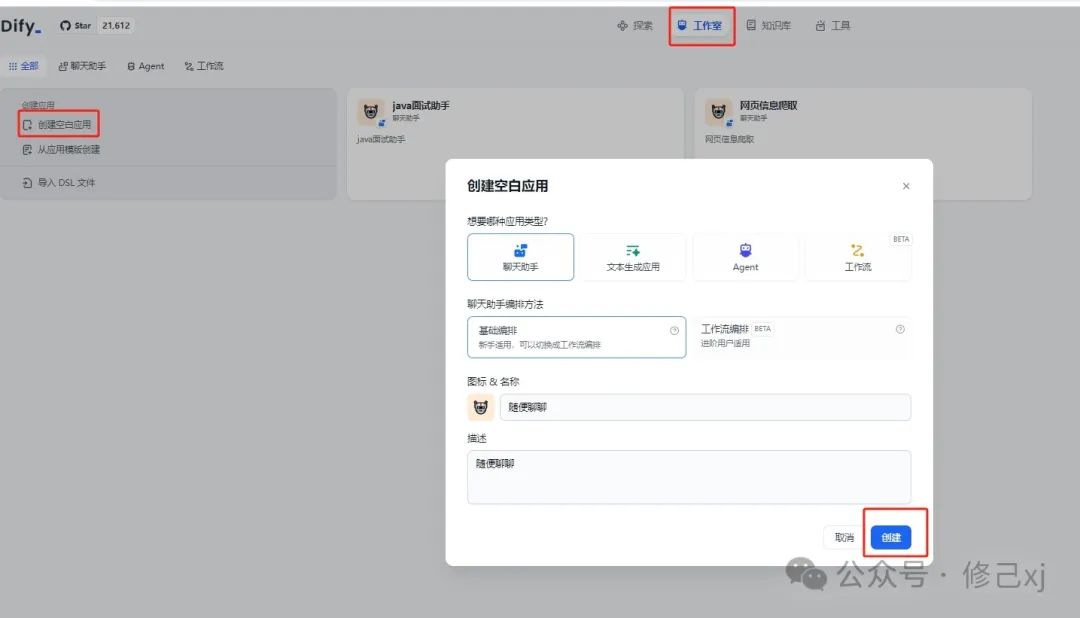 Dify_ Star 21,612 探索 工作室 知识库 工具
全部 聊天助手 Agent 工作流
创建应用
创建空白应用
从应用模版创建
导入 DSL 文件
java面试助手
聊天助手
java面试助手
网页信息爬取
聊天助手
网页信息爬取
创建空白应用
想要哪种应用类型?
聊天助手 文本生成应用 Agent 工作流 BETA
聊天助手编排方法
基础编排
新手适用，可以切换成工作流编排
工作流编排 BETA
进阶用户适用
图标 & 名称
随便聊聊
描述
随便聊聊
取消 创建
公众号 · 修己xj